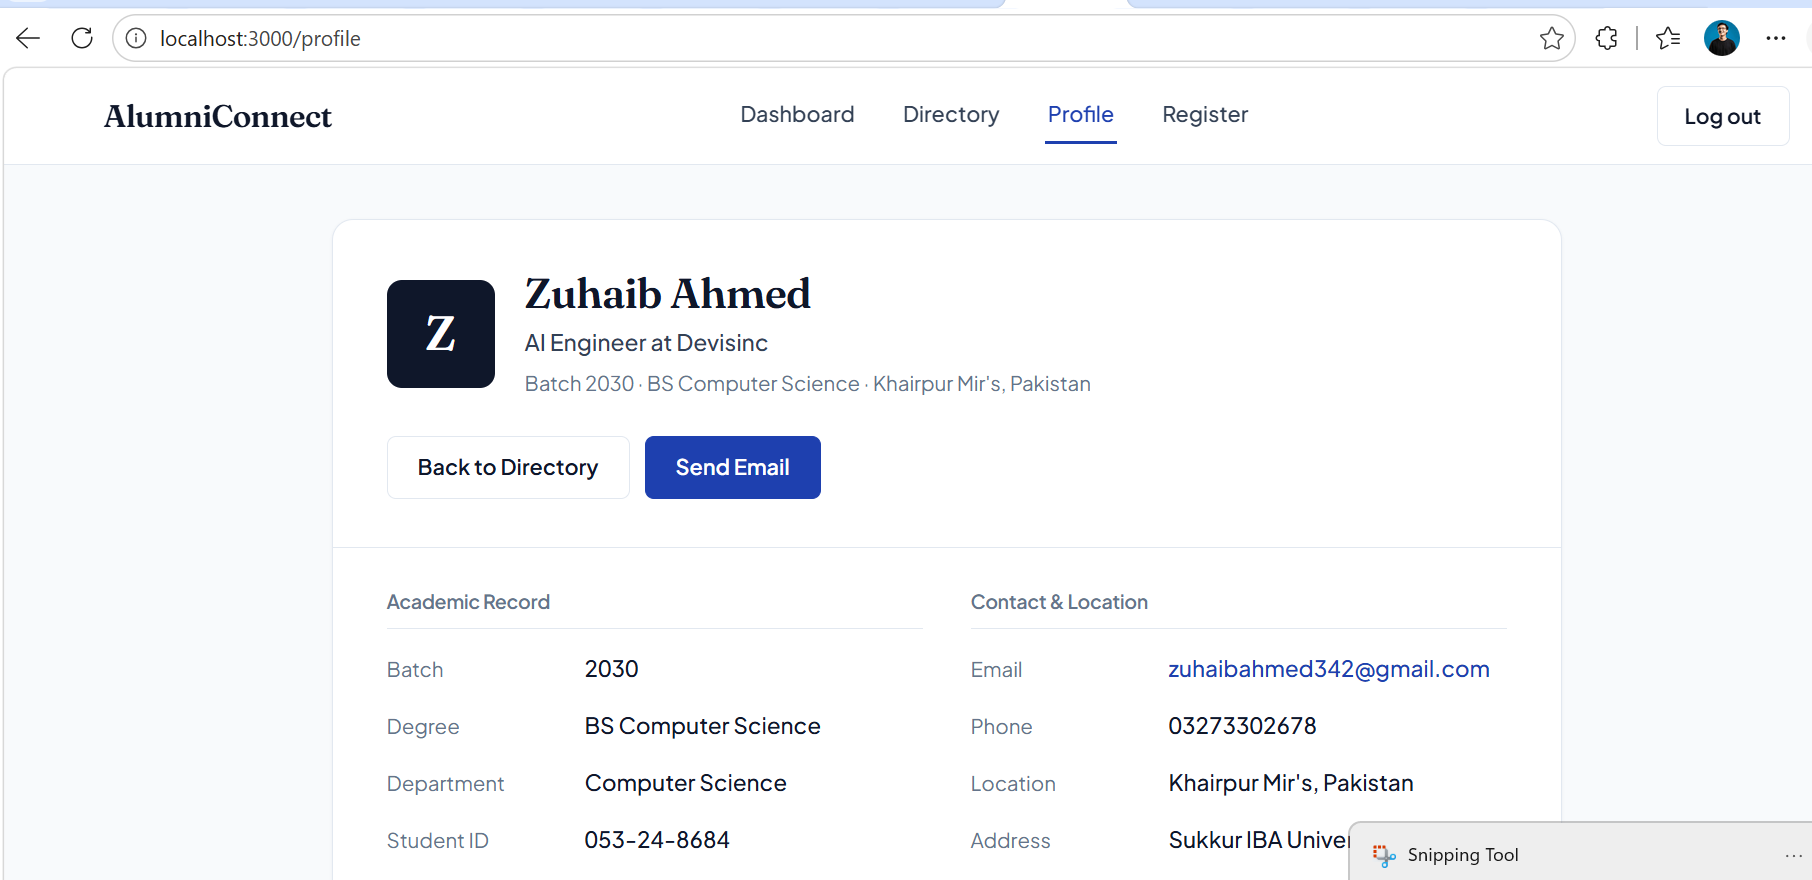 localhost:3000/profile
AlumniConnect
Dashboard
Directory
Profile
Register
Log out
Z
Zuhaib Ahmed
AI Engineer at Devisinc
Batch 2030 · BS Computer Science · Khairpur Mir's, Pakistan
Back to Directory
Send Email
Academic Record
Batch 2030
Degree BS Computer Science
Department Computer Science
Student ID 053-24-8684
Contact & Location
Email zuhaibahmed342@gmail.com
Phone 03273302678
Location Khairpur Mir's, Pakistan
Address Sukkur IBA
Snipping Tool